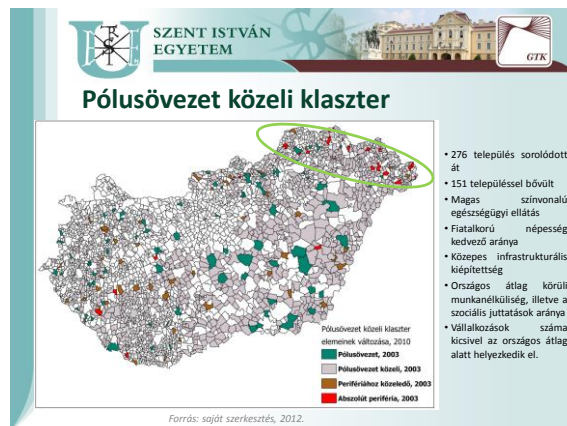 SZENT ISTVÁN
EGYETEM
GTK
Pólusövezet közeli klaszter
• 276 település sorolódott
át
• 151 településsel bővült
• Magas színvonalú
egészségügyi ellátás
• Fiatalkorú népesség
kedvező aránya
• Közepes infrastrukturális
kiépítettség
• Országos átlag körüli
munkanélküliség, illetve a
szociális juttatások aránya
• Vállalkozások száma
kicsivel az országos átlag
alatt helyezkedik el.
Pólusövezet közeli klaszter
elemeinek változása, 2010
Pólusövezet, 2003
Pólusövezet közeli, 2003
Perifériához közeledő, 2003
Abszolút periféria, 2003
Forrás: saját szerkesztés, 2012.